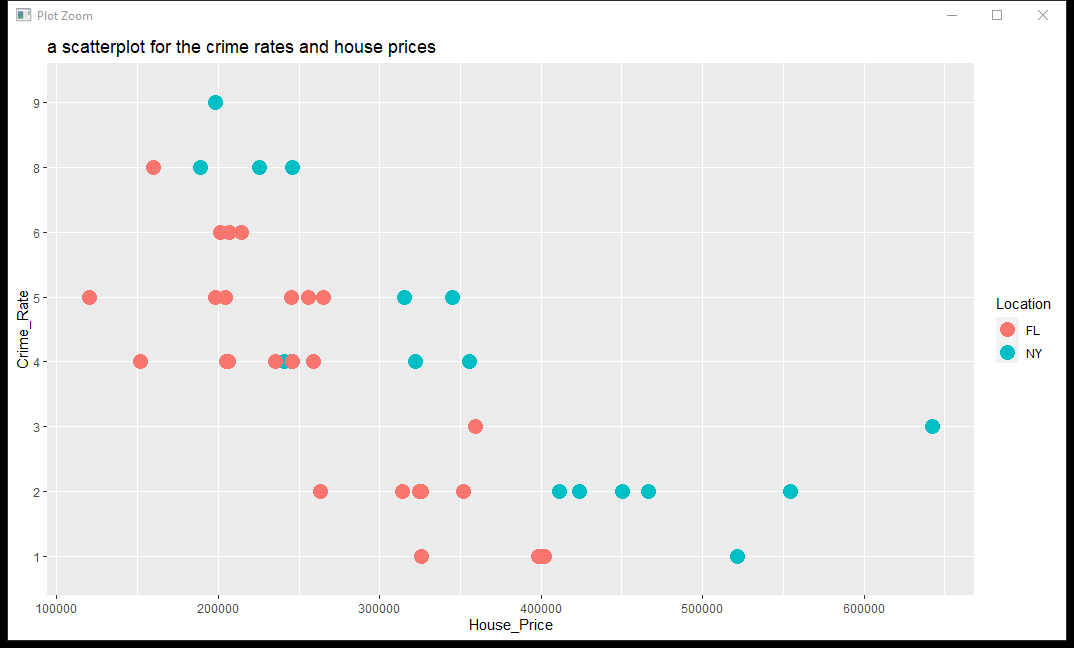 Plot Zoom
a scatterplot for the crime rates and house prices
9
8
6
5
4
3
2
1
Crime_Rate
100000 200000 300000 400000 500000 600000
House_Price
Location
FL
NY